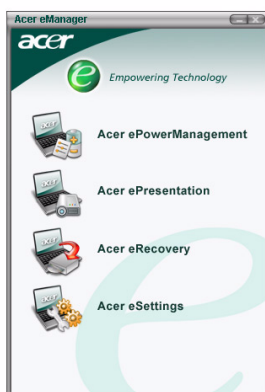 Acer eManager
acer
e Empowering Technology
Acer ePowerManagement
Acer ePresentation
Acer eRecovery
Acer eSettings